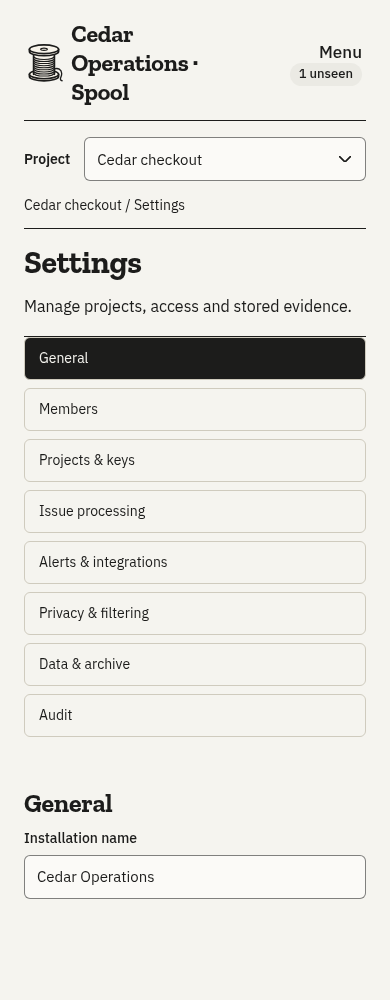 Cedar
Operations ·
Spool
Menu
1 unseen
Project
Cedar checkout
Cedar checkout / Settings
Settings
Manage projects, access and stored evidence.
General
Members
Projects & keys
Issue processing
Alerts & integrations
Privacy & filtering
Data & archive
Audit
General
Installation name
Cedar Operations